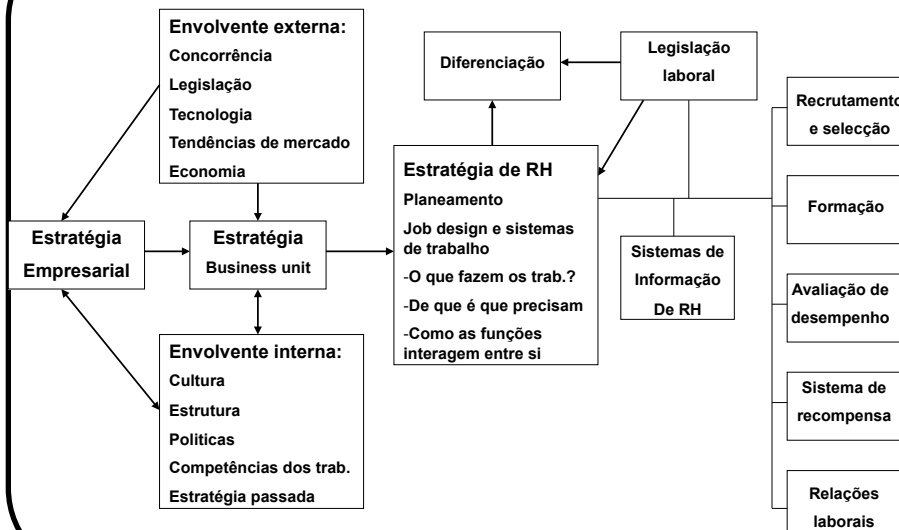 Envolvente externa:
Concorrência
Legislação
Tecnologia
Tendências de mercado
Economia
Diferenciação
Legislação
laboral
Recrutamento
e selecção
Estratégia
Empresarial
Estratégia
Business unit
Estratégia de RH
Planeamento
Job design e sistemas
de trabalho
-O que fazem os trab.?
-De que é que precisam
-Como as funções
interagem entre si
Sistemas de
Informação
De RH
Formação
Avaliação de
desempenho
Envolvente interna:
Cultura
Estrutura
Politicas
Competências dos trab.
Estratégia passada
Sistema de
recompensa
Relações
laborais